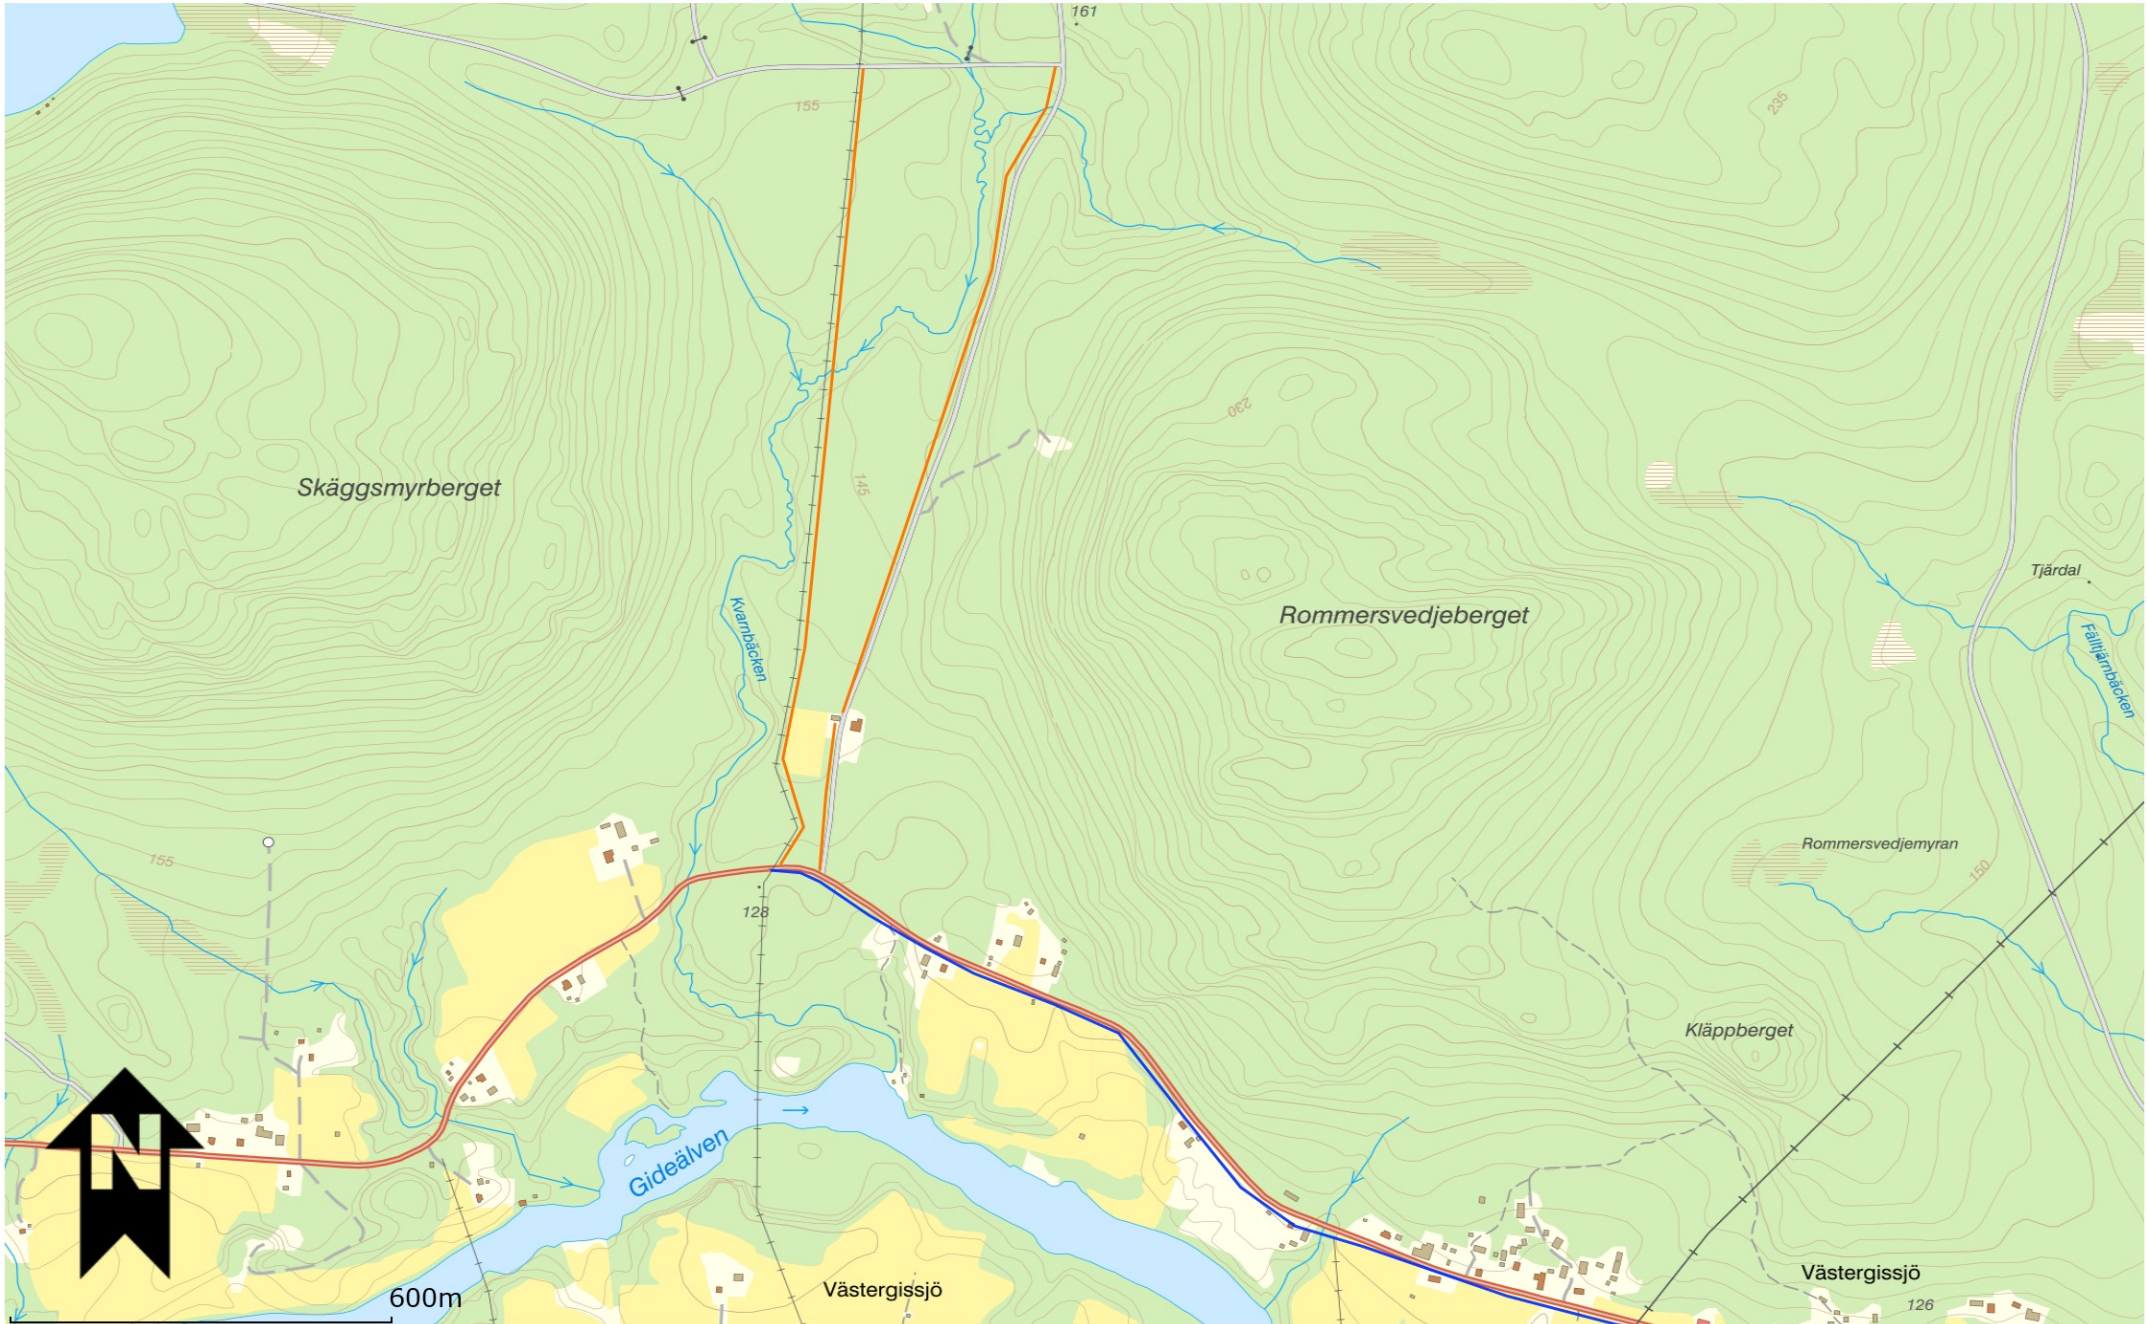 161
155
235
230
145
Skäggsmyrberget
Tjärdal
Kvarnbäcken
Rommersvedjeberget
Fälltjärnbäcken
155
Rommersvedjemyran
150
128
Kläppberget
N
Gideälven
Västergissjö
Västergissjö
600m
126